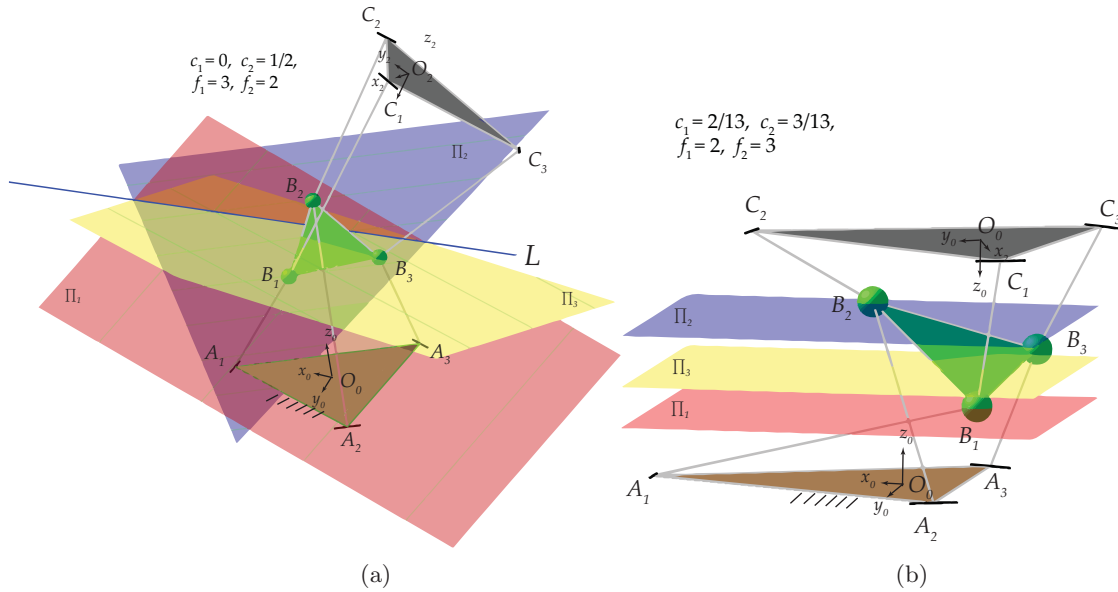 C₂
z₂
c₁=0, c₂=1/2,
f₁=3, f₂=2
y₂
O₂
x₂
C₁
Π₂
C₃
B₂
L
B₁
B₃
Π₁
Π₃
z₀
A₁
A₃
x₀
O₀
y₀
A₂
(a)
c₁=2/13, c₂=3/13,
f₁=2, f₂=3
C₂
C₃
O₀
y₀
x₂
C₁
z₀
B₂
Π₂
B₃
Π₃
Π₁
B₁
z₀
A₁
x₀
O₀
A₃
y₀
A₂
(b)